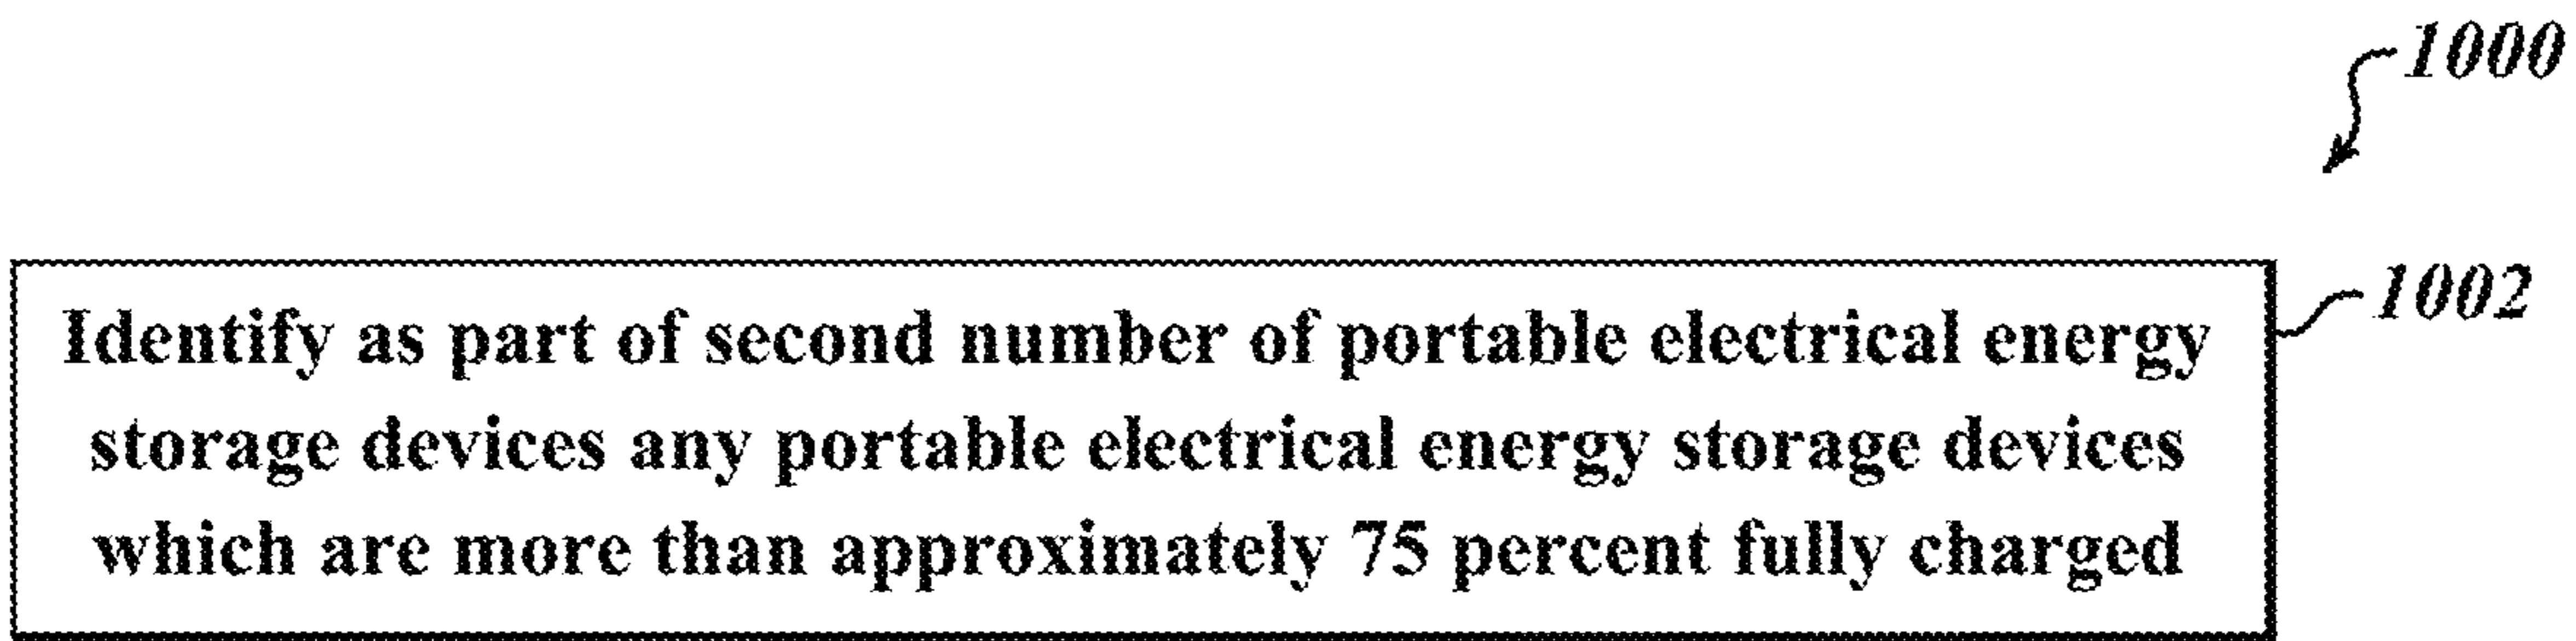 1000
1002
Identify as part of second number of portable electrical energy
storage devices any portable electrical energy storage devices
which are more than approximately 75 percent fully charged